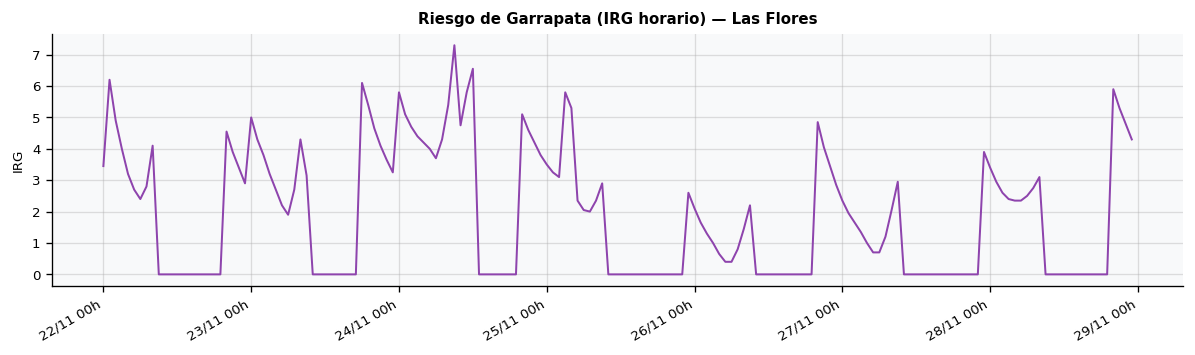 Riesgo de Garrapata (IRG horario) — Las Flores
IRG
7
6
5
4
3
2
1
0
22/11 00h
23/11 00h
24/11 00h
25/11 00h
26/11 00h
27/11 00h
28/11 00h
29/11 00h